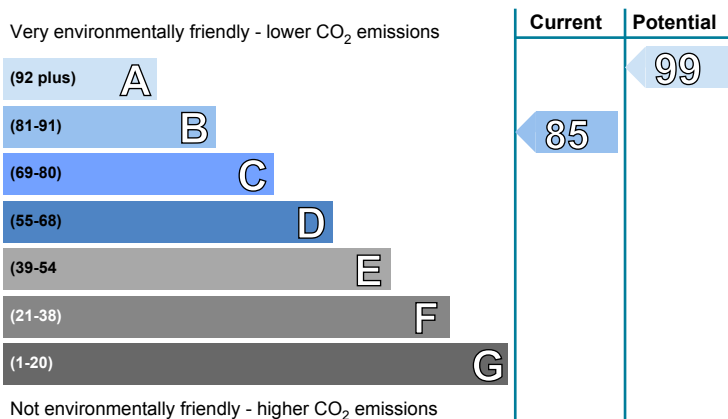 Very environmentally friendly - lower CO2 emissions
Current
Potential
(92 plus) A
99
(81-91) B
85
(69-80) C
(55-68) D
(39-54 E
(21-38) F
(1-20) G
Not environmentally friendly - higher CO2 emissions